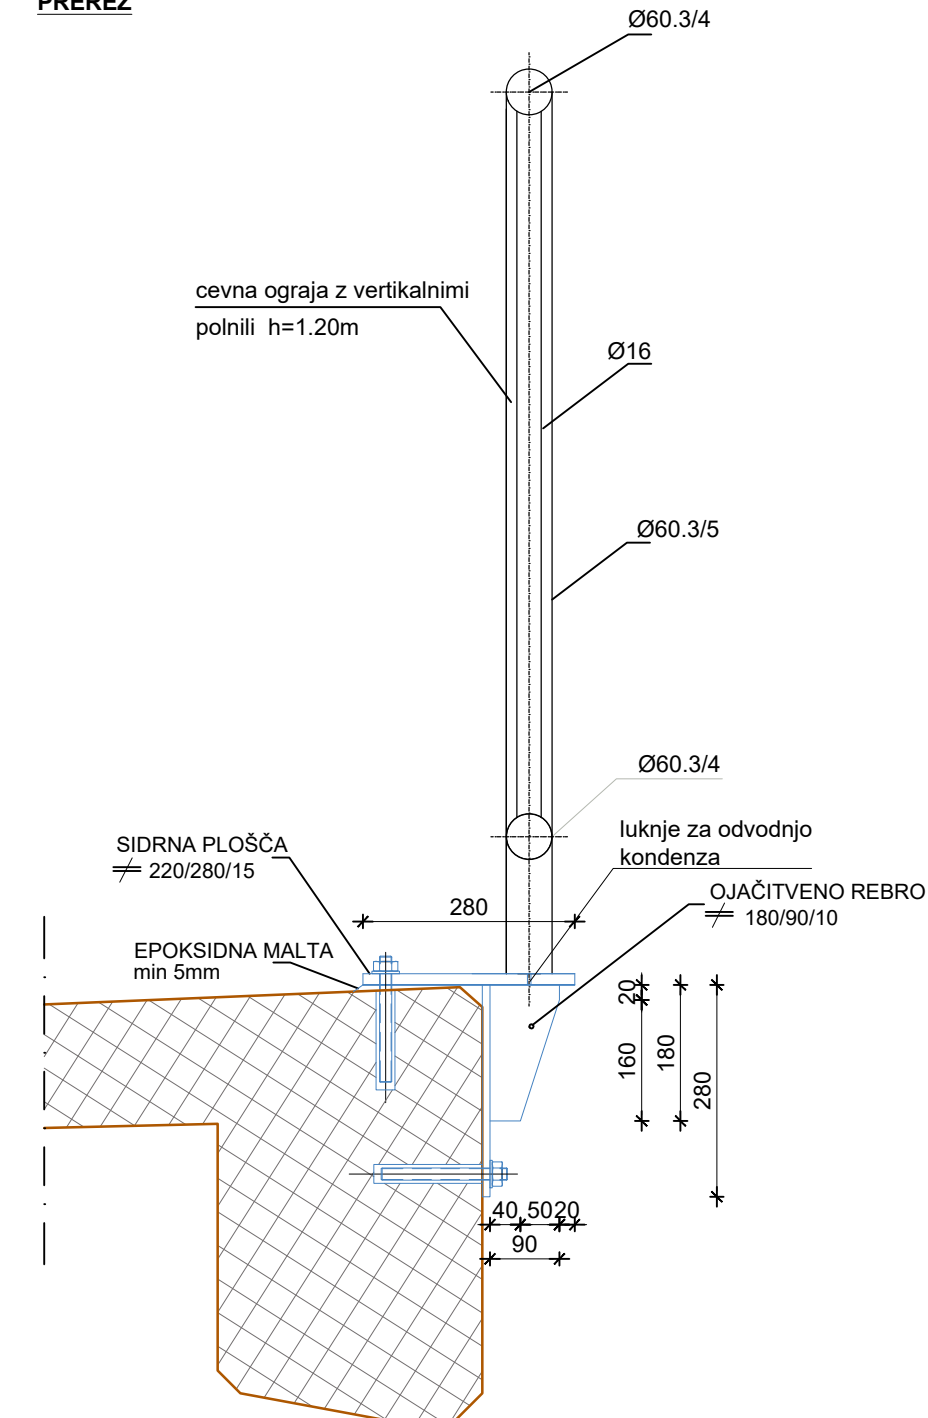 PREREZ
Ø60.3/4
cevna ograja z vertikalnimi
polnili h=1.20m
Ø16
Ø60.3/5
Ø60.3/4
luknje za odvodnjo
kondenza
SIDRNA PLOŠČA
220/280/15
OJAČITVENO REBRO
180/90/10
280
EPOKSIDNA MALTA
min 5mm
20
160
180
280
40
50
20
90